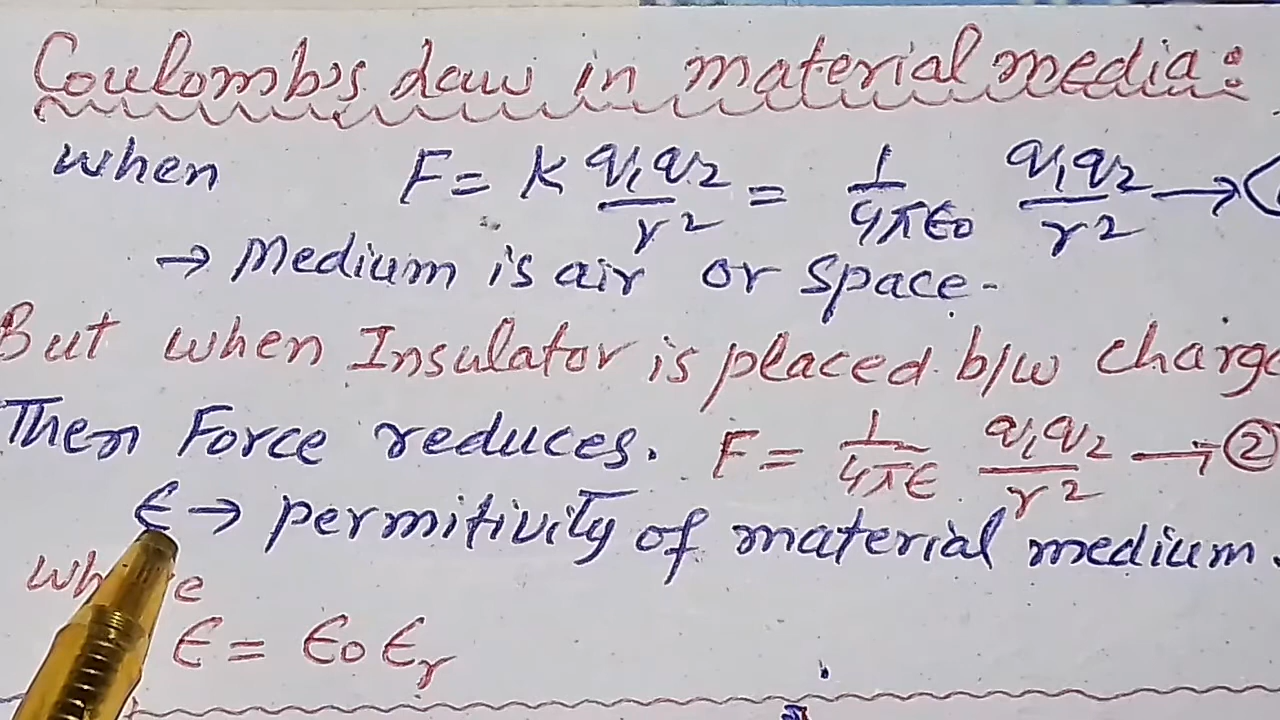 Coulomb's Law in material media:
when F = K q₁q₂/r² = 1/4πϵ₀ q₁q₂/r² →
→ Medium is air or space.
But when Insulator is placed b/w charge
Then Force reduces. F = 1/4πϵ q₁q₂/r² → ②
ϵ → permitivity of material medium.
where
ϵ = ϵ₀ ϵᵣ